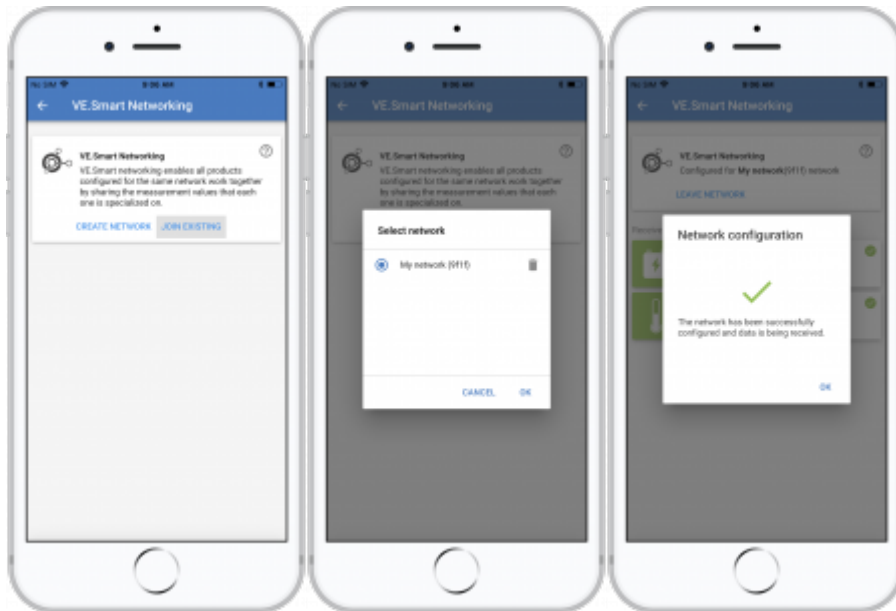 No SIM 9:06 AM
VE.Smart Networking
VE.Smart Networking
VE.Smart networking enables all products
configured for the same network work together
by sharing the measurement values that each
one is specialized on.
CREATE NETWORK JOIN EXISTING
No SIM 9:06 AM
VE.Smart Networking
VE.Smart Networking
VE.Smart networking enables all products
configured for the same network work together
by sharing the measurement values that each
one is specialized on.
Select network
My network (9f1f)
CANCEL OK
No SIM 9:06 AM
VE.Smart Networking
VE.Smart Networking
Configured for My network(9f1f) network
LEAVE NETWORK
Network configuration
The network has been successfully
configured and data is being received.
OK